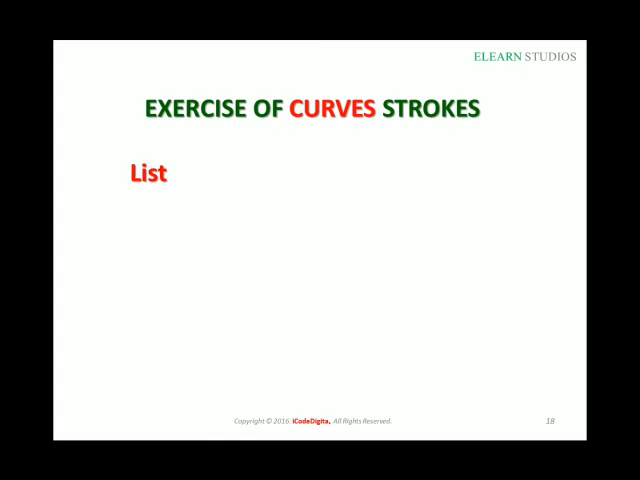 ELEARN STUDIOS
EXERCISE OF CURVES STROKES
List
Copyright © 2016. iCodeDigita. All Rights Reserved.
18